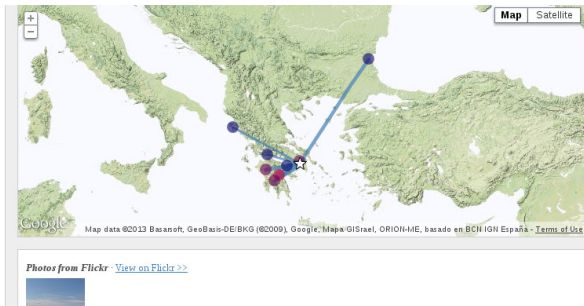 +
Map Satellite
−
Google
Map data ©2013 Basarsoft, GeoBasis-DE/BKG (©2009), Google, Mapa GISrael, ORION-ME, basado en BCN IGN España - Terms of Use
Photos from Flickr · View on Flickr >>